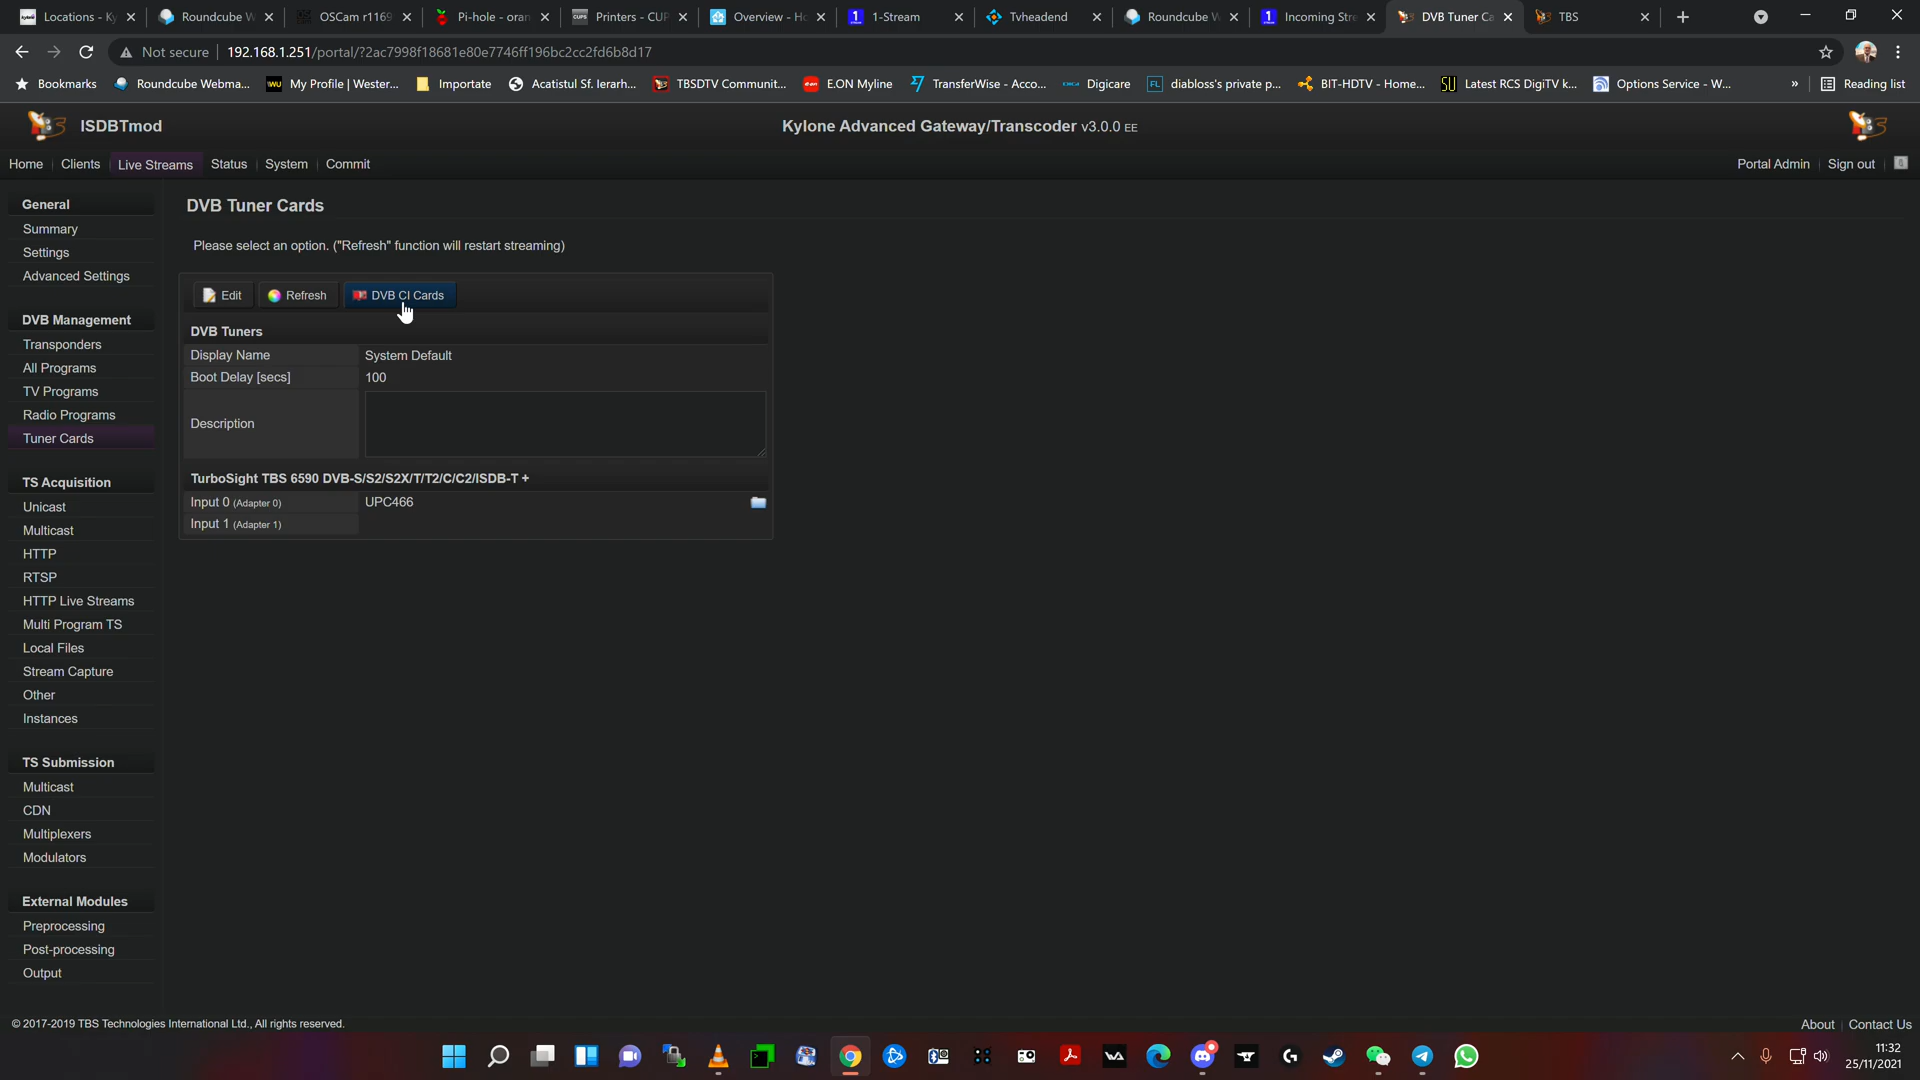 Locations - Ky
Roundcube W
OSCam r1169
Pi-hole - oran
Printers - CUP
Overview - Ho
1-Stream
Tvheadend
Roundcube W
Incoming Stre
DVB Tuner Ca
TBS
Not secure
192.168.1.251/portal/?2ac7998f18681e80e7746ff196bc2cc2fd6b8d17
Bookmarks
Roundcube Webma...
My Profile | Wester...
Importate
Acatistul Sf. Ierarh...
TBSDTV Communit...
E.ON Myline
TransferWise - Acco...
Digicare
diabloss's private p...
BIT-HDTV - Home...
Latest RCS DigiTV k...
Options Service - W...
»
Reading list
ISDBTmod
Kylone Advanced Gateway/Transcoder v3.0.0 EE
Home
Clients
Live Streams
Status
System
Commit
Portal Admin
Sign out
General
Summary
Settings
Advanced Settings
DVB Management
Transponders
All Programs
TV Programs
Radio Programs
Tuner Cards
TS Acquisition
Unicast
Multicast
HTTP
RTSP
HTTP Live Streams
Multi Program TS
Local Files
Stream Capture
Other
Instances
TS Submission
Multicast
CDN
Multiplexers
Modulators
External Modules
Preprocessing
Post-processing
Output
DVB Tuner Cards
Please select an option. ("Refresh" function will restart streaming)
Edit
Refresh
DVB CI Cards
DVB Tuners
Display Name System Default
Boot Delay [secs] 100
Description
TurboSight TBS 6590 DVB-S/S2/S2X/T/T2/C/C2/ISDB-T +
Input 0 (Adapter 0) UPC466
Input 1 (Adapter 1)
© 2017-2019 TBS Technologies International Ltd., All rights reserved.
About
Contact Us
11:32
25/11/2021